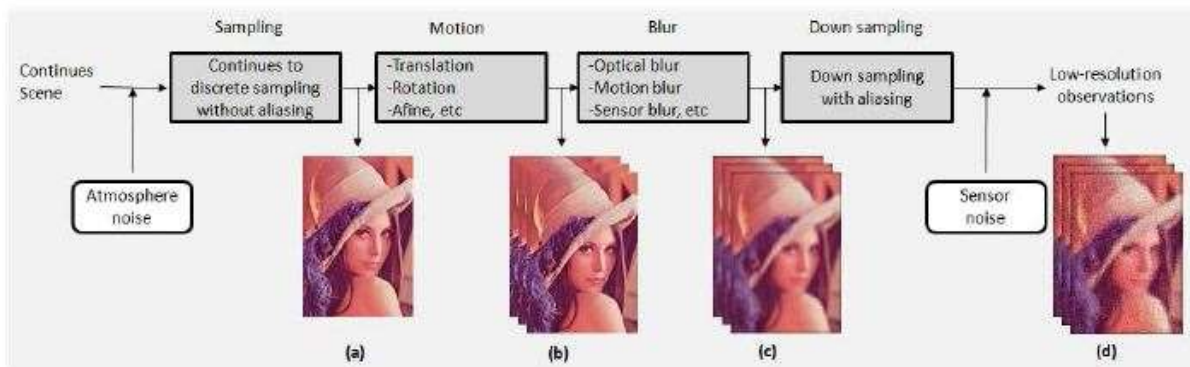 Sampling
Motion
Blur
Down sampling
Continues
Scene
Continues to
discrete sampling
without aliasing
-Translation
-Rotation
-Afine, etc
-Optical blur
-Motion blur
-Sensor blur, etc
Down sampling
with aliasing
Low-resolution
observations
Atmosphere
noise
Sensor
noise
(a)
(b)
(c)
(d)